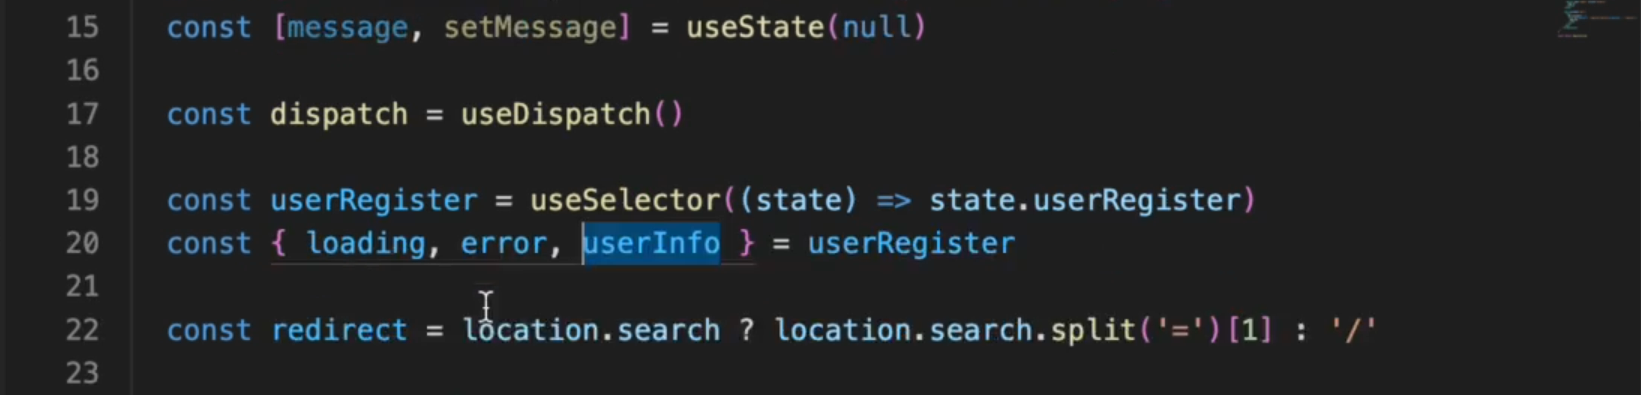 15 const [message, setMessage] = useState(null)
16
17 const dispatch = useDispatch()
18
19 const userRegister = useSelector((state) => state.userRegister)
20 const { loading, error, userInfo } = userRegister
21
22 const redirect = location.search ? location.search.split('=')[1] : '/'
23